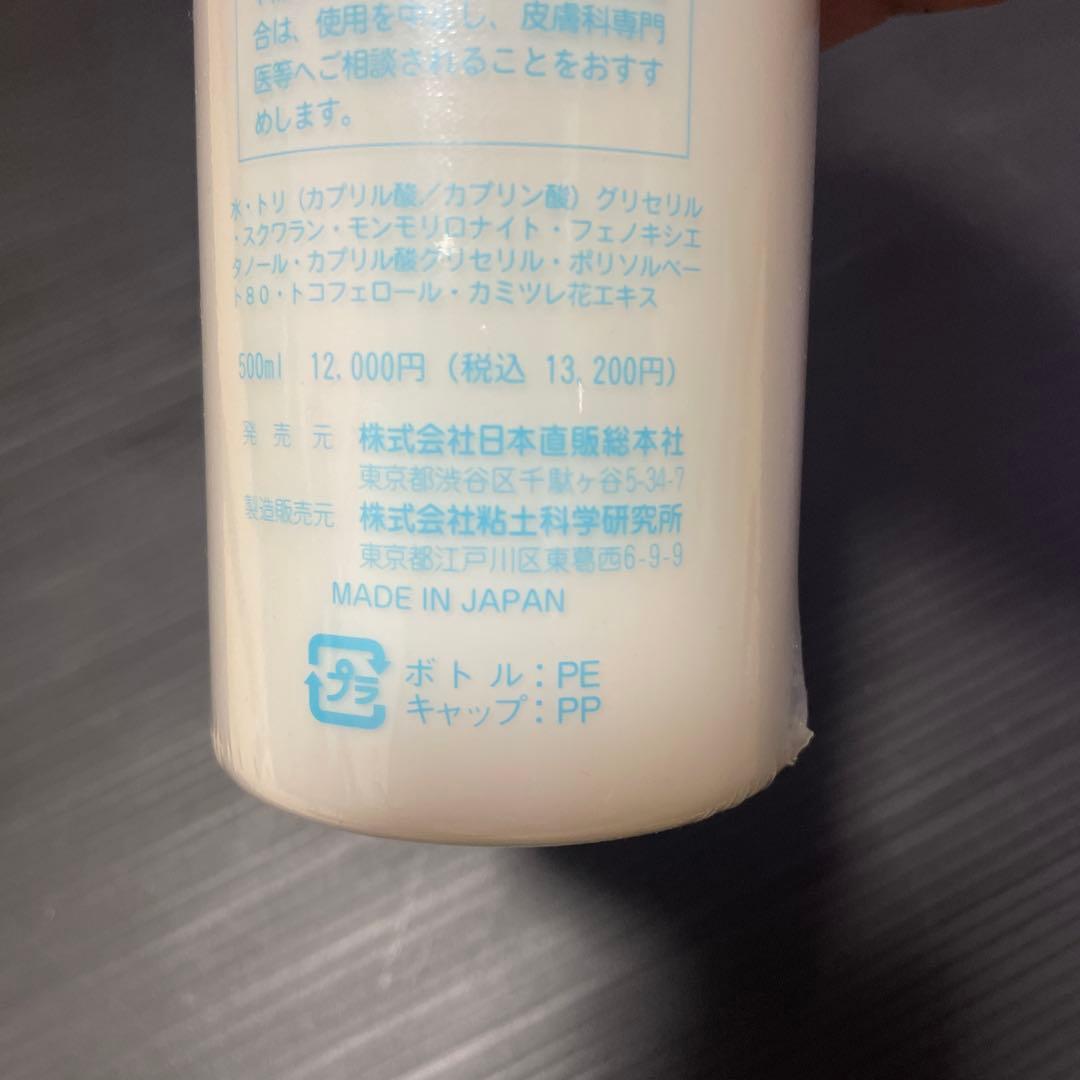 合は、使用を中止し、皮膚科専門
医等へご相談されることをおすす
めします。
水・トリ（カプリル酸／カプリン酸）グリセリル
・スクワラン・モンモリロナイト・フェノキシエ
タノール・カプリル酸グリセリル・ポリソルベー
ト80・トコフェロール・カミツレ花エキス
500ml 12,000円（税込 13,200円）
発売元 株式会社日本直販総本社
東京都渋谷区千駄ヶ谷5-34-7
製造販売元 株式会社粘土科学研究所
東京都江戸川区東葛西6-9-9
MADE IN JAPAN
プラ ボトル：PE
キャップ：PP